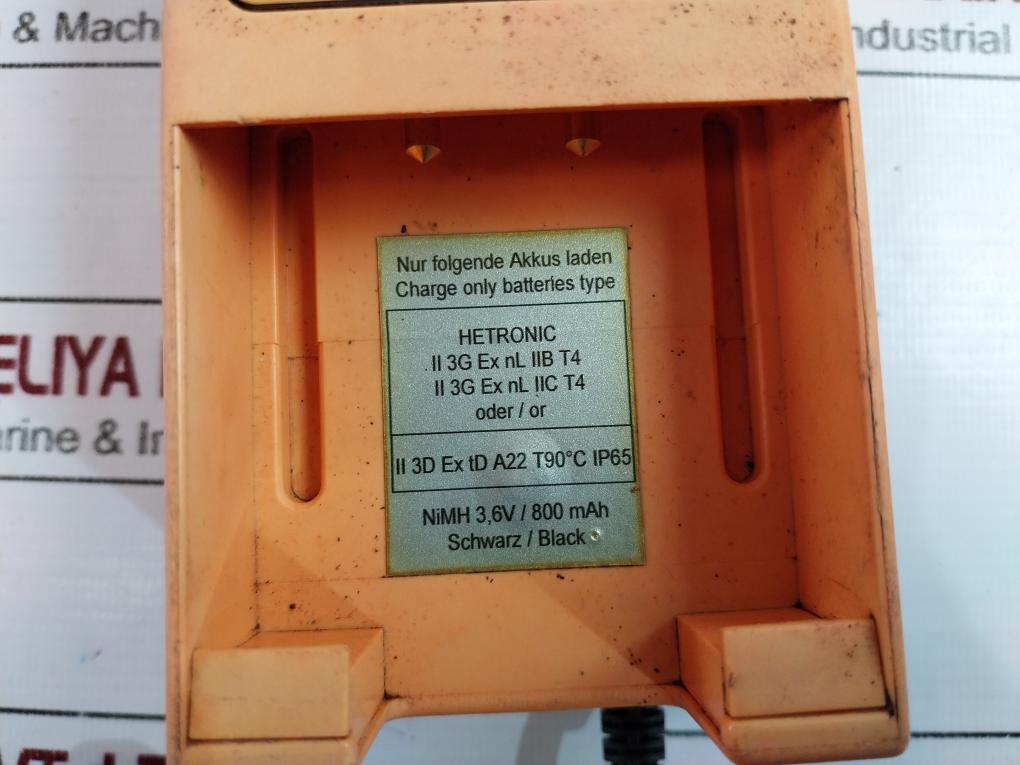 & Mach
ndustrial
Nur folgende Akkus laden
Charge only batteries type
HETRONIC
II 3G Ex nL IIB T4
II 3G Ex nL IIC T4
oder / or
II 3D Ex tD A22 T90°C IP65
NiMH 3,6V / 800 mAh
Schwarz / Black
ELIYA
arine & In